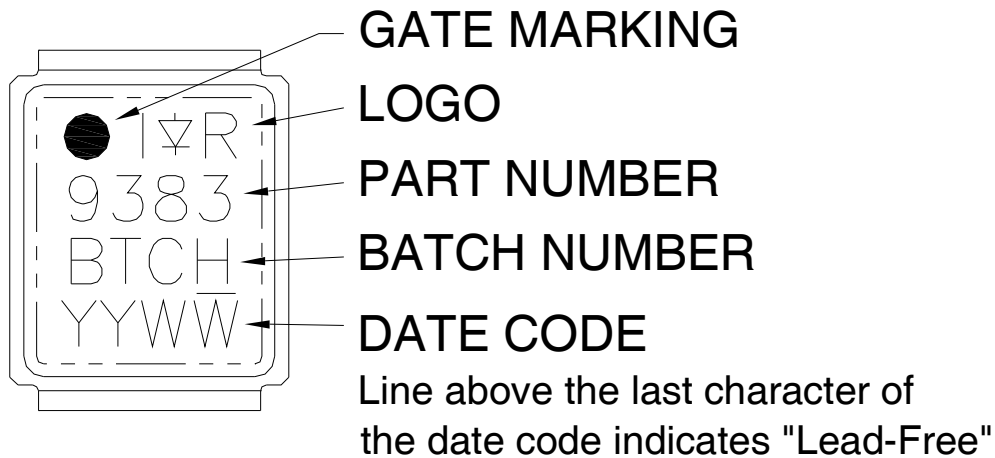 GATE MARKING
I R
LOGO
9383
PART NUMBER
BTCH
BATCH NUMBER
YYWW
DATE CODE
Line above the last character of
the date code indicates "Lead-Free"